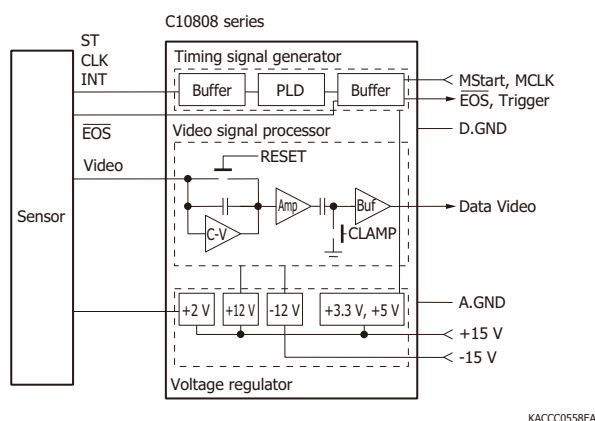 C10808 series
ST
CLK
INT
Timing signal generator
Buffer
PLD
Buffer
MStart, MCLK
EOS, Trigger
EOS
D.GND
Video signal processor
RESET
Video
Sensor
Amp
Buf
Data Video
C-V
CLAMP
+2 V
+12 V
-12 V
+3.3 V, +5 V
A.GND
+15 V
-15 V
Voltage regulator
KACCC0558EA